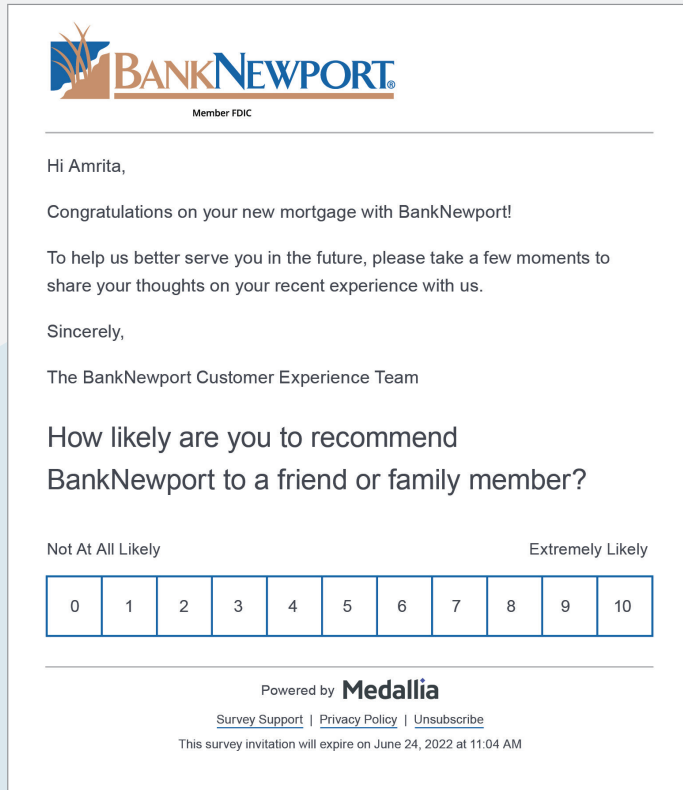 BANKNEWPORT®
Member FDIC
Hi Amrita,
Congratulations on your new mortgage with BankNewport!
To help us better serve you in the future, please take a few moments to
share your thoughts on your recent experience with us.
Sincerely,
The BankNewport Customer Experience Team
How likely are you to recommend
BankNewport to a friend or family member?
Not At All Likely Extremely Likely
0 1 2 3 4 5 6 7 8 9 10
Powered by Medallia
Survey Support | Privacy Policy | Unsubscribe
This survey invitation will expire on June 24, 2022 at 11:04 AM